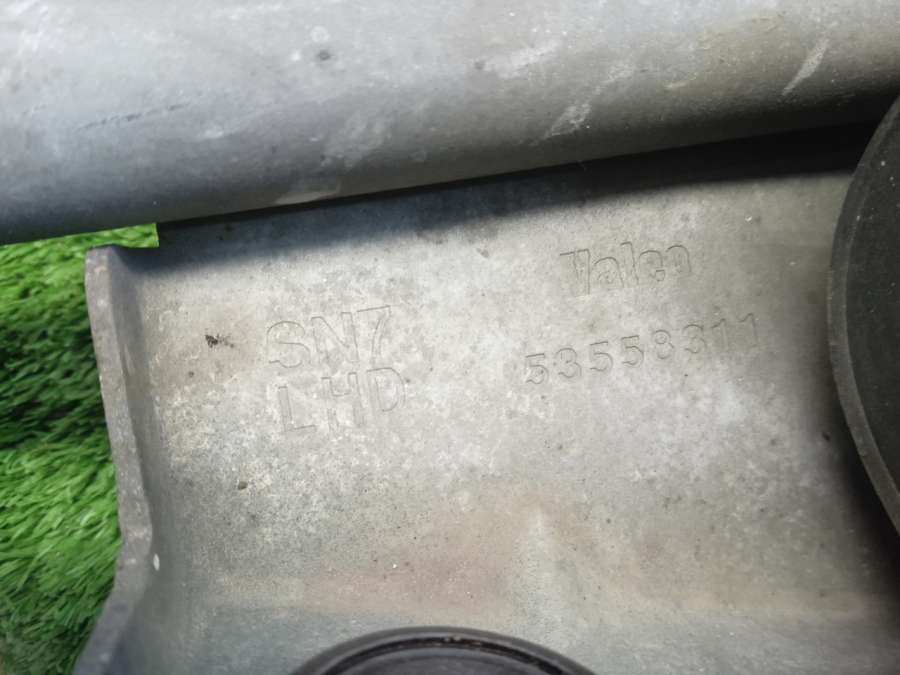 Valeo
SN7
53558311
LHD